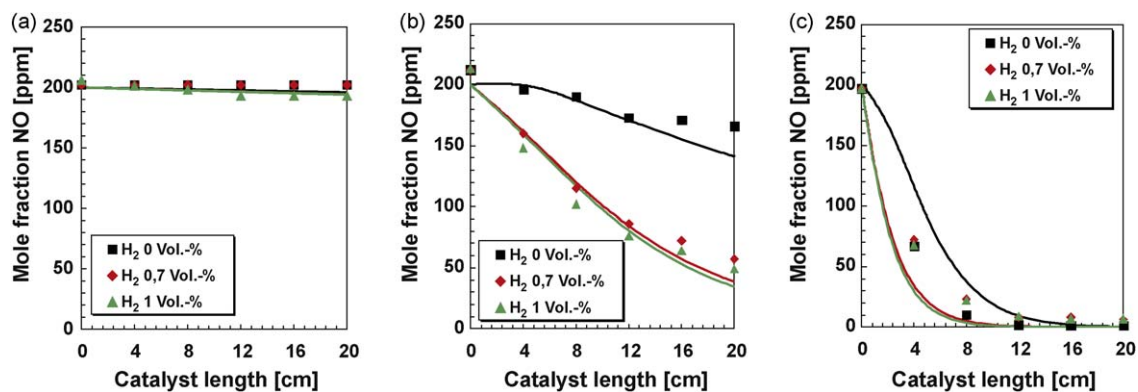 (a)
250
200
150
100
50
0
Mole fraction NO [ppm]
H₂ 0 Vol.-%
H₂ 0,7 Vol.-%
H₂ 1 Vol.-%
0 4 8 12 16 20
Catalyst length [cm]
(b)
250
200
150
100
50
0
Mole fraction NO [ppm]
H₂ 0 Vol.-%
H₂ 0,7 Vol.-%
H₂ 1 Vol.-%
0 4 8 12 16 20
Catalyst length [cm]
(c)
250
200
150
100
50
0
Mole fraction NO [ppm]
H₂ 0 Vol.-%
H₂ 0,7 Vol.-%
H₂ 1 Vol.-%
0 4 8 12 16 20
Catalyst length [cm]